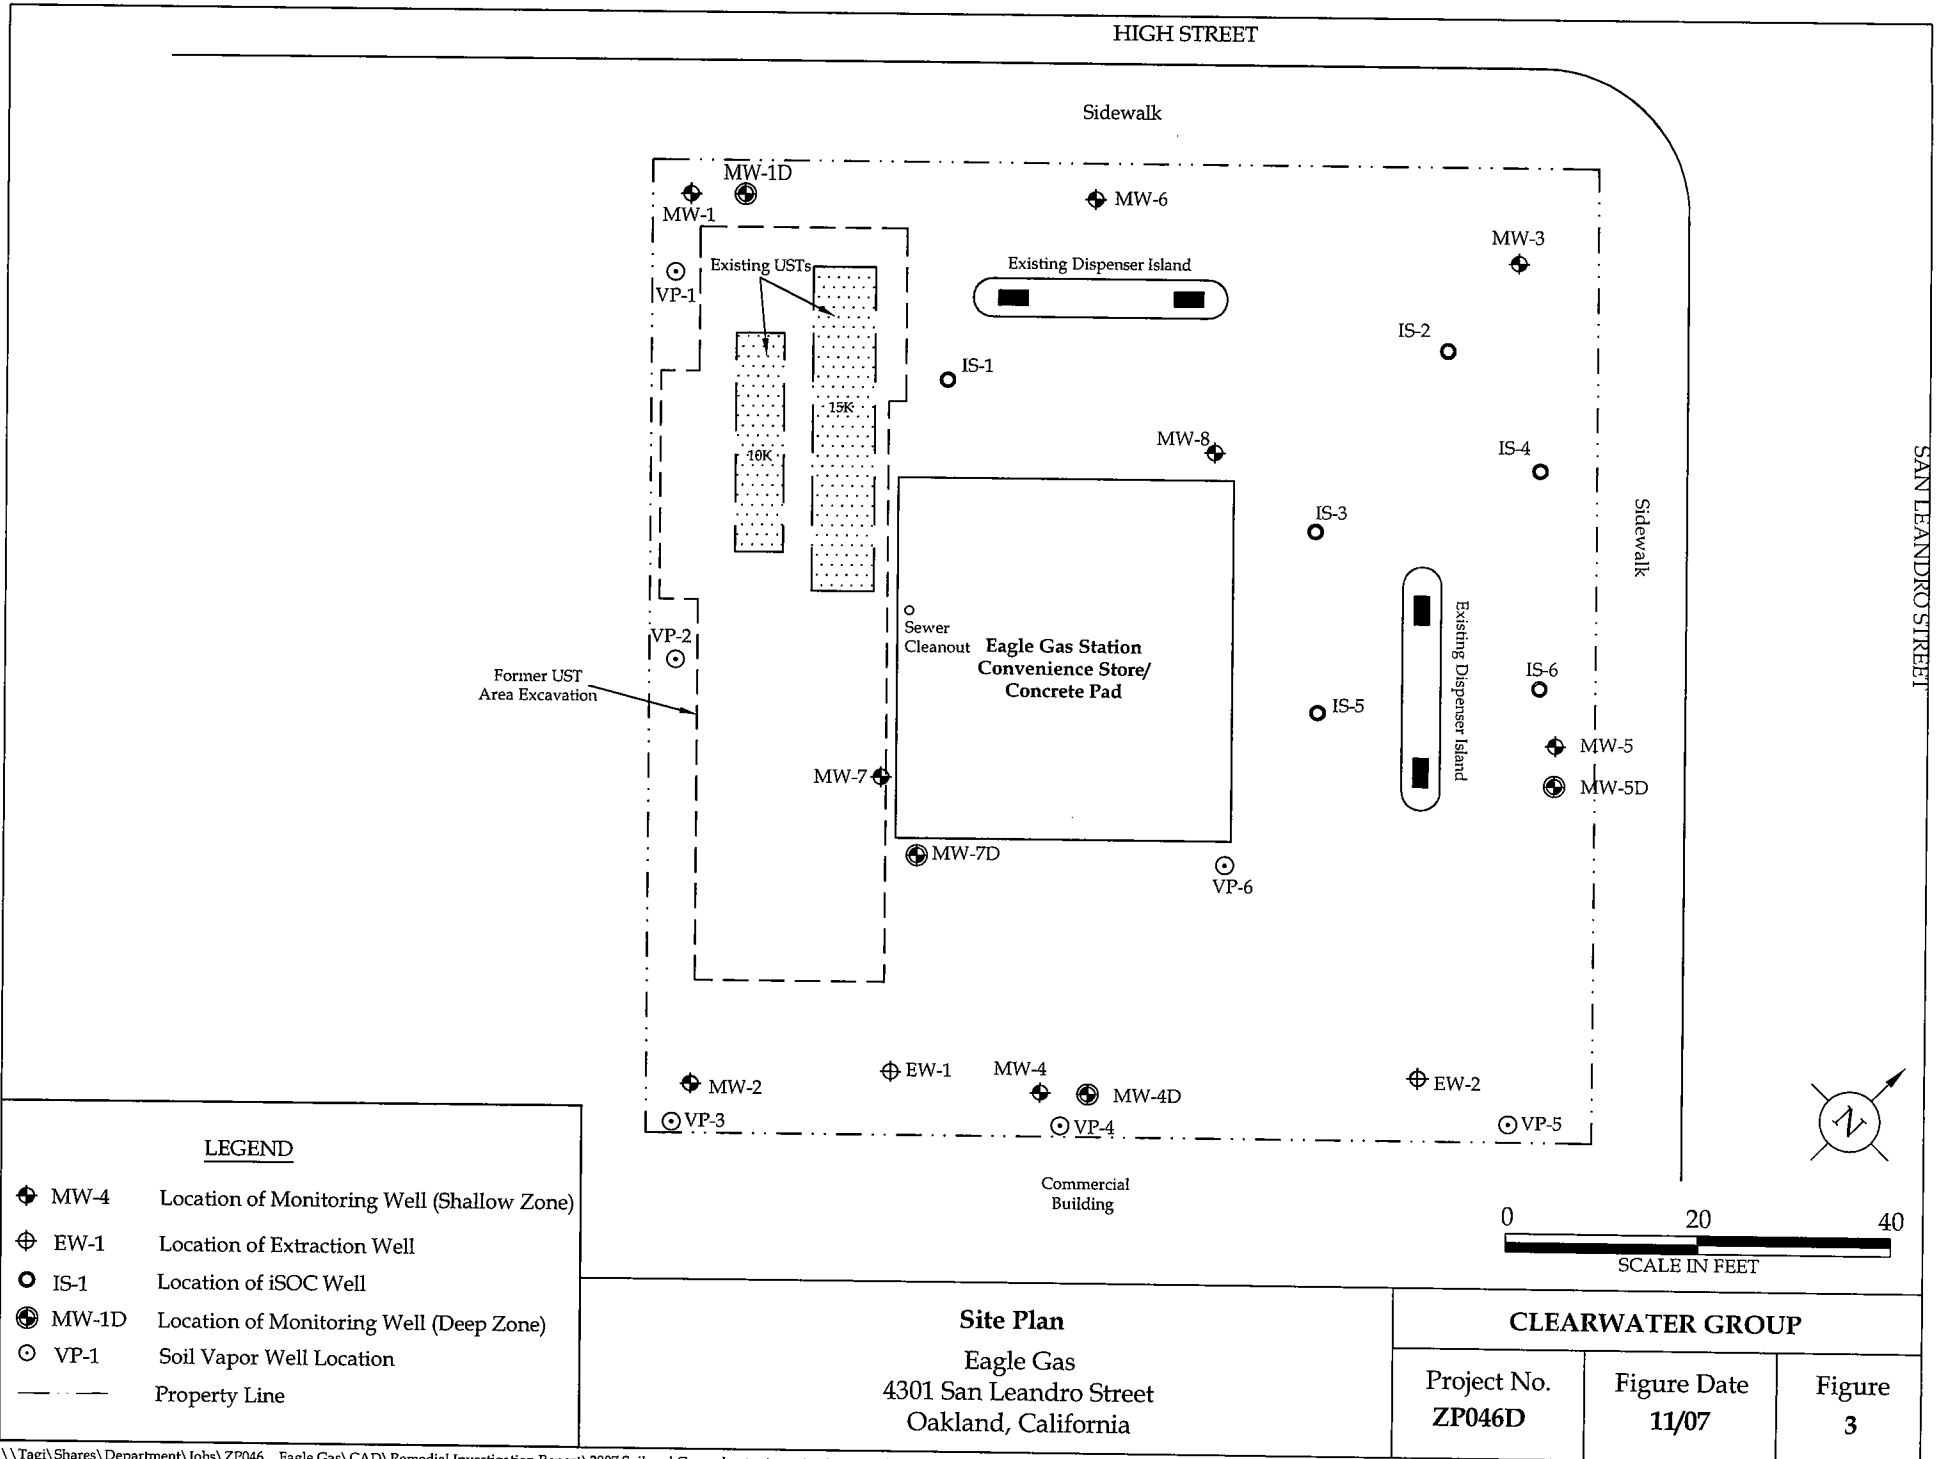 HIGH STREET
Sidewalk
MW-1D
MW-1
MW-6
MW-3
VP-1
Existing USTs
Existing Dispenser Island
IS-2
IS-1
15K
10K
MW-8
IS-4
IS-3
Sidewalk
SAN LEANDRO STREET
Sewer
Cleanout
Eagle Gas Station
Convenience Store/
Concrete Pad
VP-2
Former UST
Area Excavation
Existing Dispenser Island
IS-6
IS-5
MW-5
MW-5D
MW-7
MW-7D
VP-6
MW-2
EW-1
MW-4
MW-4D
EW-2
VP-3
VP-4
VP-5
N
Commercial
Building
0 20 40
SCALE IN FEET
LEGEND
MW-4 Location of Monitoring Well (Shallow Zone)
EW-1 Location of Extraction Well
IS-1 Location of iSOC Well
MW-1D Location of Monitoring Well (Deep Zone)
VP-1 Soil Vapor Well Location
Property Line
Site Plan
Eagle Gas
4301 San Leandro Street
Oakland, California
CLEARWATER GROUP
Project No.
ZP046D
Figure Date
11/07
Figure
3